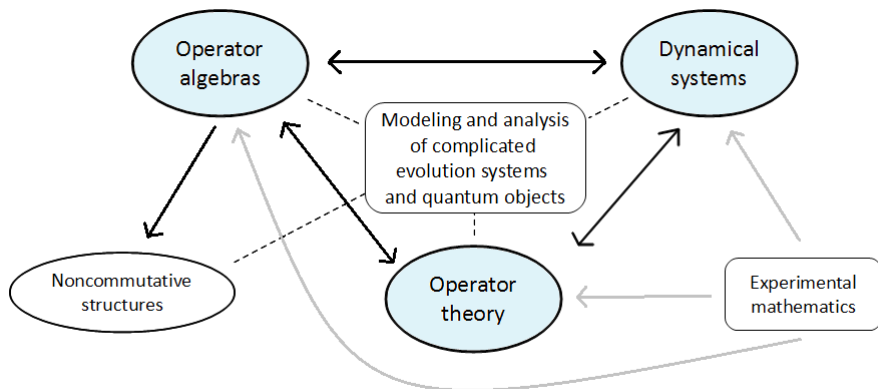 Operator
algebras
Dynamical
systems
Modeling and analysis
of complicated
evolution systems
and quantum objects
Noncommutative
structures
Operator
theory
Experimental
mathematics